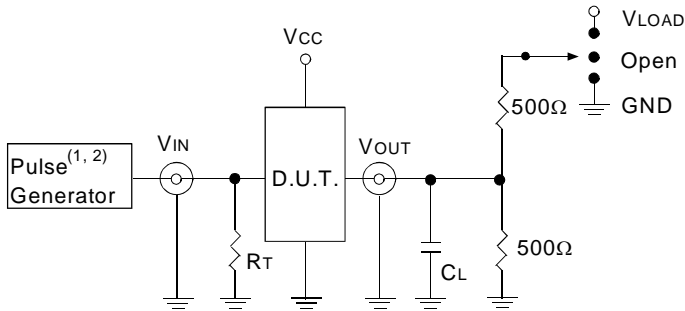 VLOAD
VCC
Open
500Ω
GND
VIN
VOUT
Pulse(1, 2)
Generator
D.U.T.
RT
CL
500Ω